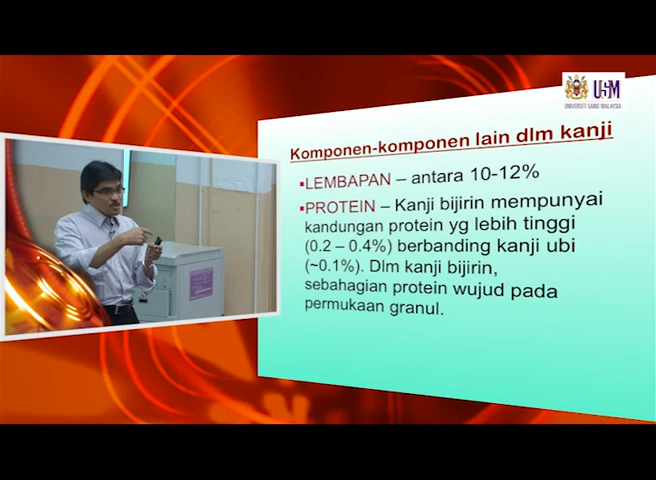 USM
UNIVERSITI SAINS MALAYSIA
Komponen-komponen lain dlm kanji
▪LEMBAPAN – antara 10-12%
▪PROTEIN – Kanji bijirin mempunyai
kandungan protein yg lebih tinggi
(0.2 – 0.4%) berbanding kanji ubi
(~0.1%). Dlm kanji bijirin,
sebahagian protein wujud pada
permukaan granul.